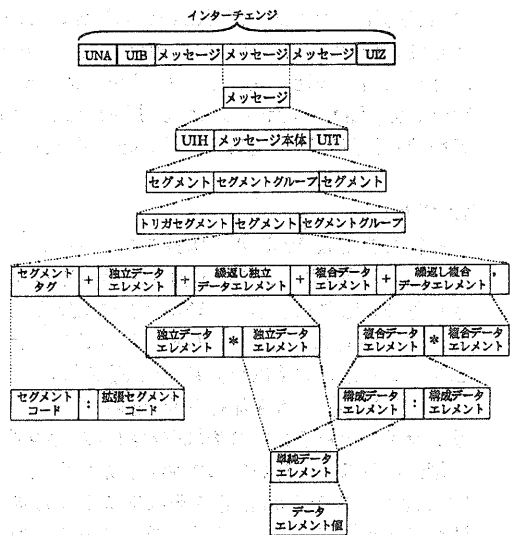 インターチェンジ
UNA UIB メッセージ メッセージ メッセージ UIZ
メッセージ
UIH メッセージ本体 UIT
セグメント セグメントグループ セグメント
トリガセグメント セグメント セグメントグループ
セグメント 独立データ 繰返し独立 複合データ 繰返し複合
タグ + エレメント + データエレメント + エレメント + データエレメント '
独立データ 独立データ 複合データ 複合データ
エレメント * エレメント エレメント * エレメント
セグメント 拡張セグメント 構成データ 構成データ
コード : コード エレメント : エレメント
単純データ
エレメント
データ
エレメント値